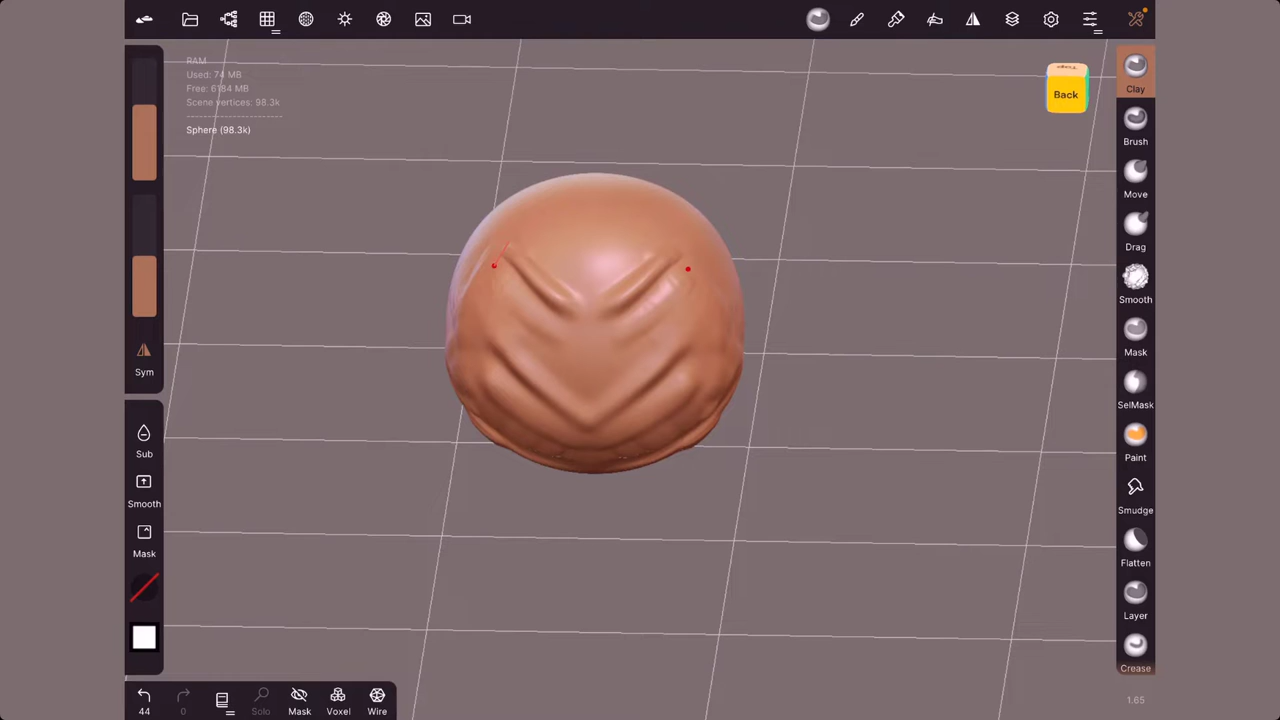 RAM
Used: 74 MB
Free: 6184 MB
Scene vertices: 98.3k
Sphere (98.3k)
Back
Clay
Brush
Move
Drag
Smooth
Mask
SelMask
Paint
Smudge
Flatten
Layer
Crease
Sym
Sub
Smooth
Mask
44
0
Solo
Mask
Voxel
Wire
1.65